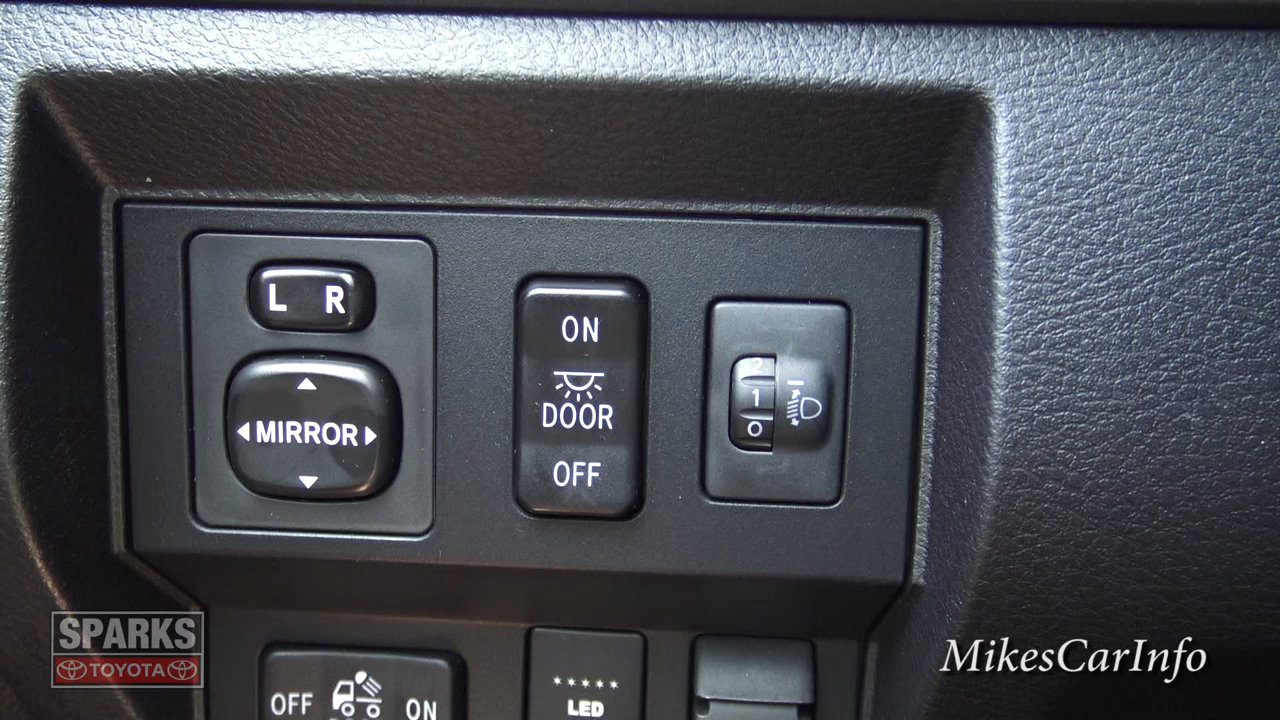 L R
MIRROR
ON
DOOR
OFF
2
1
0
OFF ON
LED
SPARKS
TOYOTA
MikesCarInfo